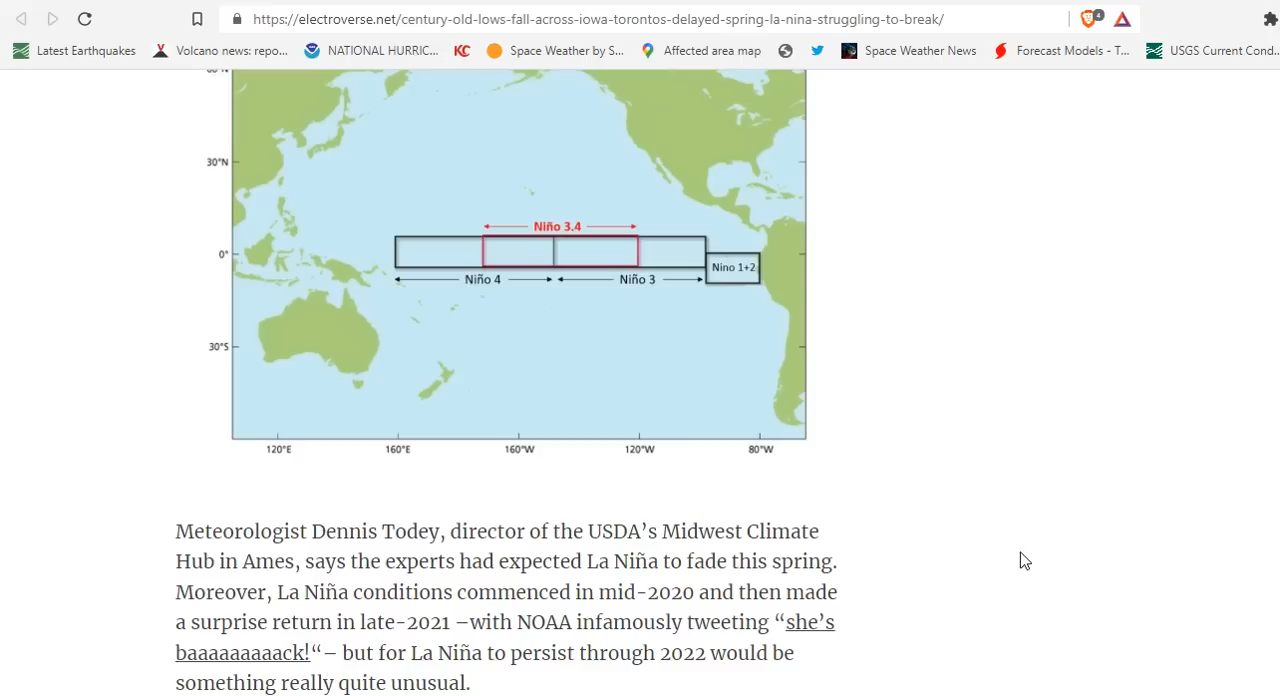 https://electroverse.net/century-old-lows-fall-across-iowa-torontos-delayed-spring-la-nina-struggling-to-break/
4
Latest Earthquakes
Volcano news: repo...
NATIONAL HURRIC...
KC
Space Weather by S...
Affected area map
Space Weather News
Forecast Models - T...
USGS Current Cond...
30°N
Niño 3.4
0°
Nino 1+2
Niño 4
Niño 3
30°S
120°E
160°E
160°W
120°W
80°W
Meteorologist Dennis Todey, director of the USDA’s Midwest Climate
Hub in Ames, says the experts had expected La Niña to fade this spring.
Moreover, La Niña conditions commenced in mid-2020 and then made
a surprise return in late-2021 –with NOAA infamously tweeting “she’s
baaaaaaaaack!“– but for La Niña to persist through 2022 would be
something really quite unusual.